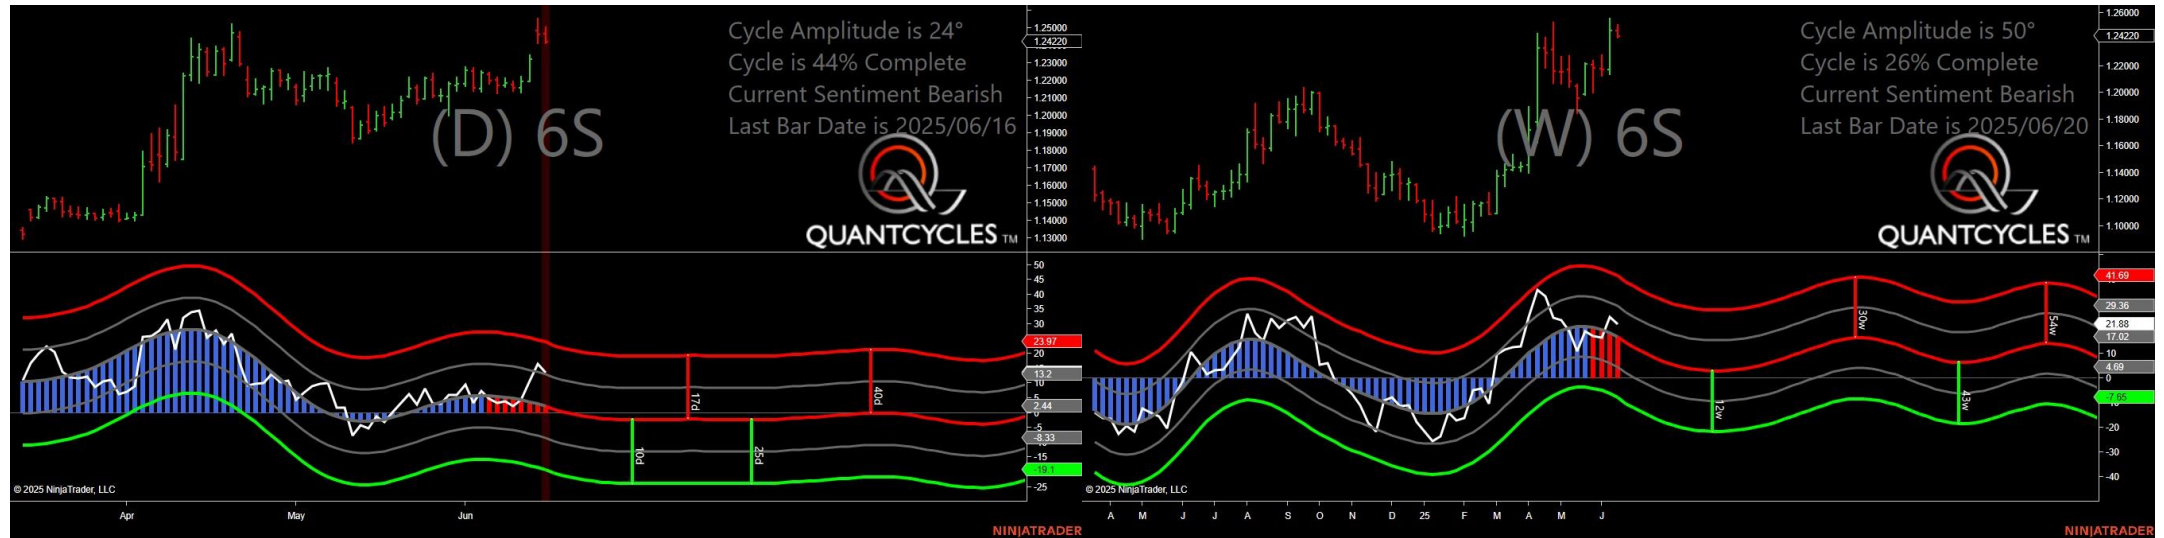 Cycle Amplitude is 24°
Cycle is 44% Complete
Current Sentiment Bearish
Last Bar Date is 2025/06/16
(D) 6S
QUANTCYCLES TM
1.25000
1.24220
1.23000
1.22000
1.21000
1.20000
1.19000
1.18000
1.17000
1.16000
1.15000
1.14000
1.13000
50
45
40
35
30
23.97
20
13.2
10
2.44
-5
-8.33
-15
-19.1
-25
17d
40d
10d
25d
© 2025 NinjaTrader, LLC
Apr May Jun
NINJATRADER
Cycle Amplitude is 50°
Cycle is 26% Complete
Current Sentiment Bearish
Last Bar Date is 2025/06/20
(W) 6S
QUANTCYCLES TM
1.26000
1.24220
1.22000
1.20000
1.18000
1.16000
1.14000
1.12000
1.10000
41.69
29.36
21.88
17.02
10
4.69
0
-7.65
-20
-30
-40
30w
54w
12w
43w
© 2025 NinjaTrader, LLC
A M J J A S O N D 25 F M A M J
NINJATRADER